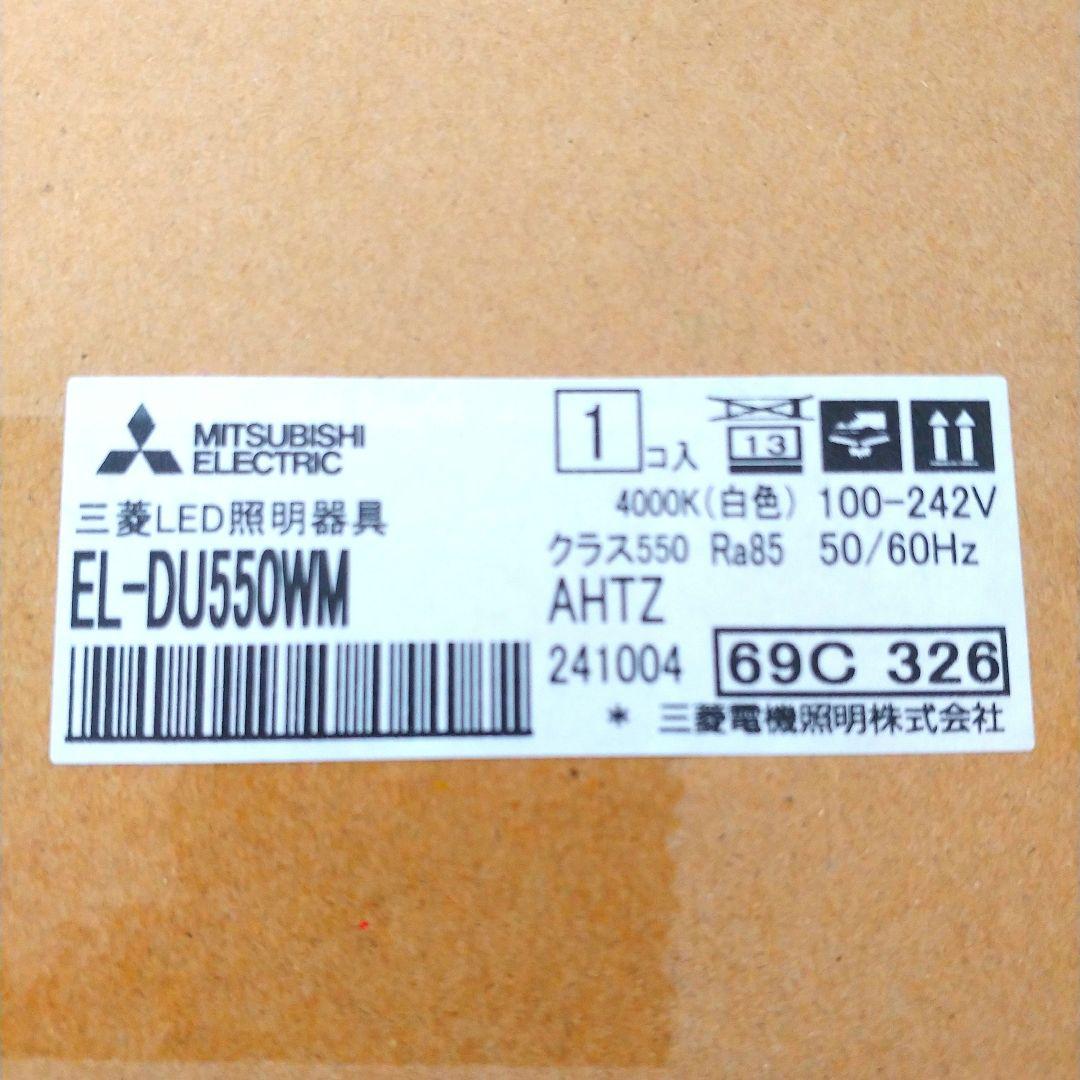 MITSUBISHI
ELECTRIC
三菱LED照明器具
EL-DU550WM
1 コ入
13
4000K(白色) 100-242V
クラス550 Ra85 50/60Hz
AHTZ
241004 69C 326
* 三菱電機照明株式会社